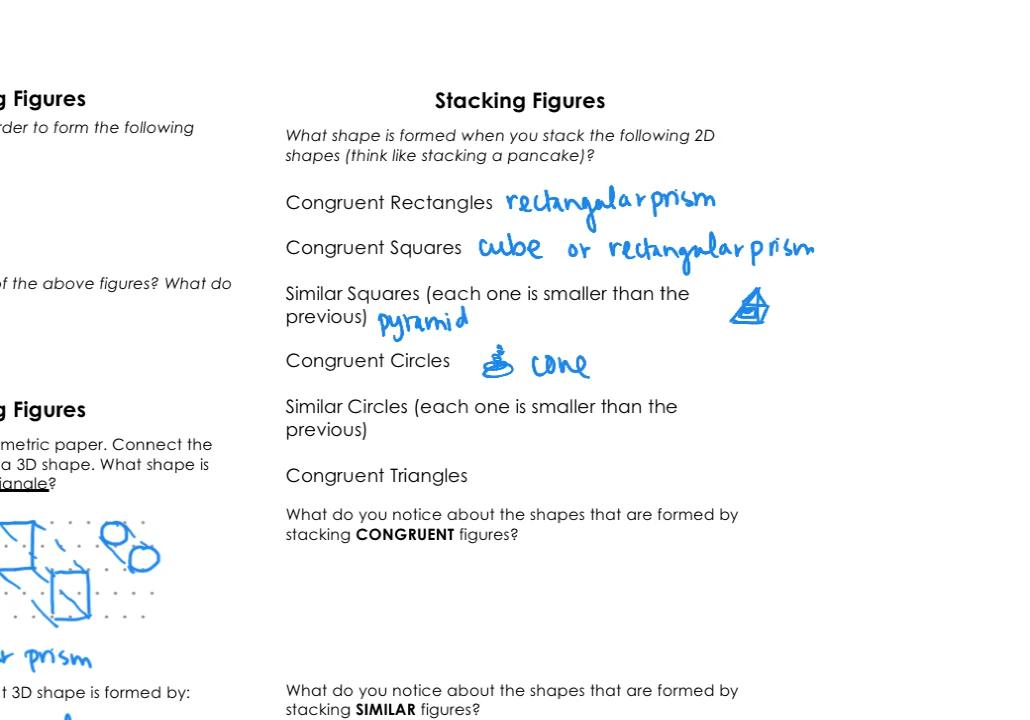 g Figures
rder to form the following
of the above figures? What do
g Figures
metric paper. Connect the
a 3D shape. What shape is
iangle?
r prism
t 3D shape is formed by:
Stacking Figures
What shape is formed when you stack the following 2D
shapes (think like stacking a pancake)?
Congruent Rectangles rectangular prism
Congruent Squares cube or rectangular prism
Similar Squares (each one is smaller than the
previous) pyramid
Congruent Circles cone
Similar Circles (each one is smaller than the
previous)
Congruent Triangles
What do you notice about the shapes that are formed by
stacking CONGRUENT figures?
What do you notice about the shapes that are formed by
stacking SIMILAR figures?